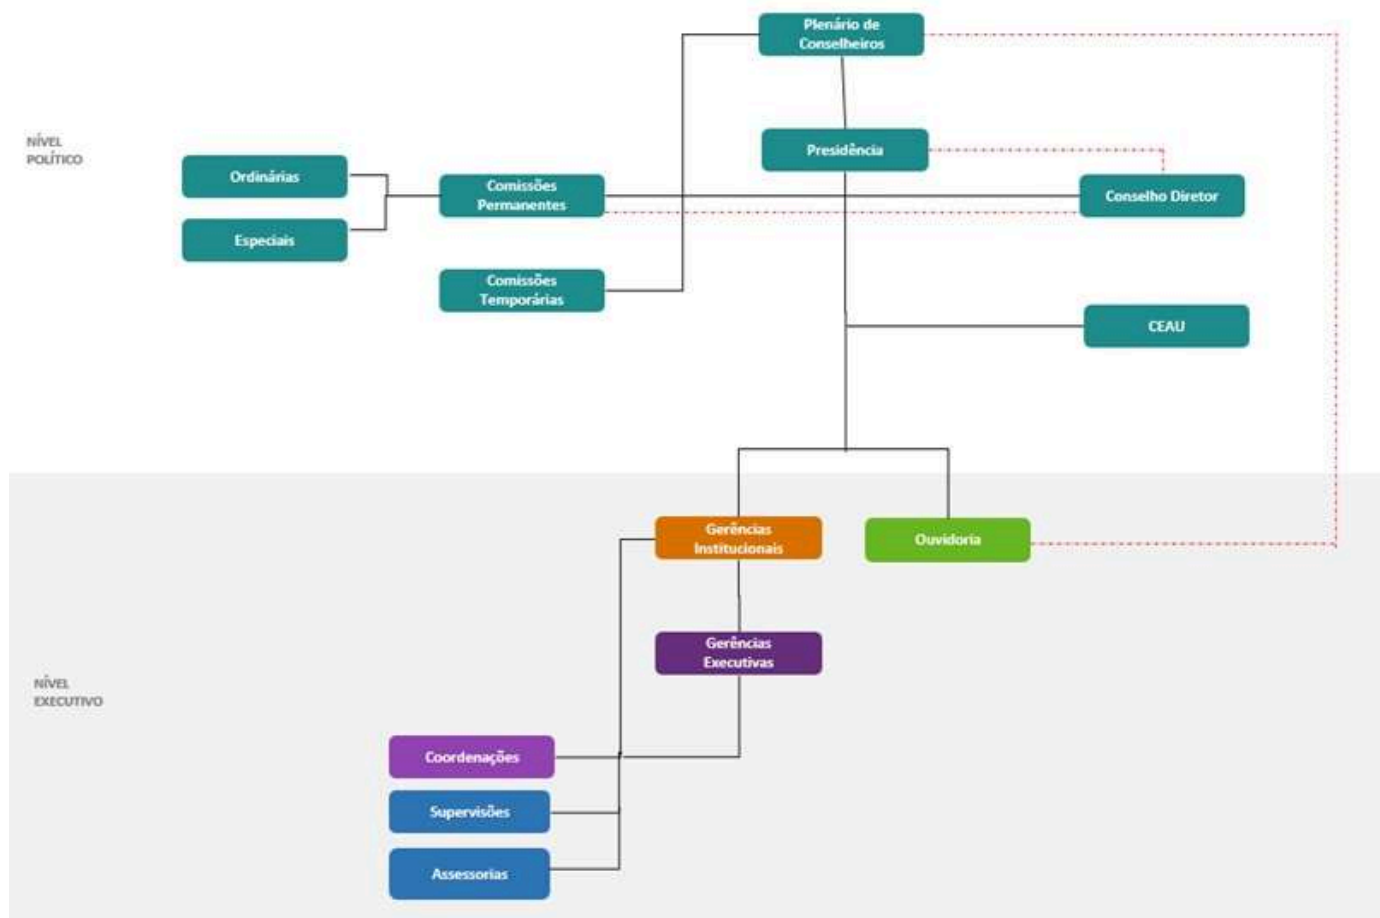 Plenário de
Conselheiros
NÍVEL
POLÍTICO
Presidência
Ordinárias
Comissões
Permanentes
Conselho Diretor
Especiais
Comissões
Temporárias
CEAU
Gerências
Institucionais
Ouvidoria
Gerências
Executivas
NÍVEL
EXECUTIVO
Coordenações
Supervisões
Assessorias